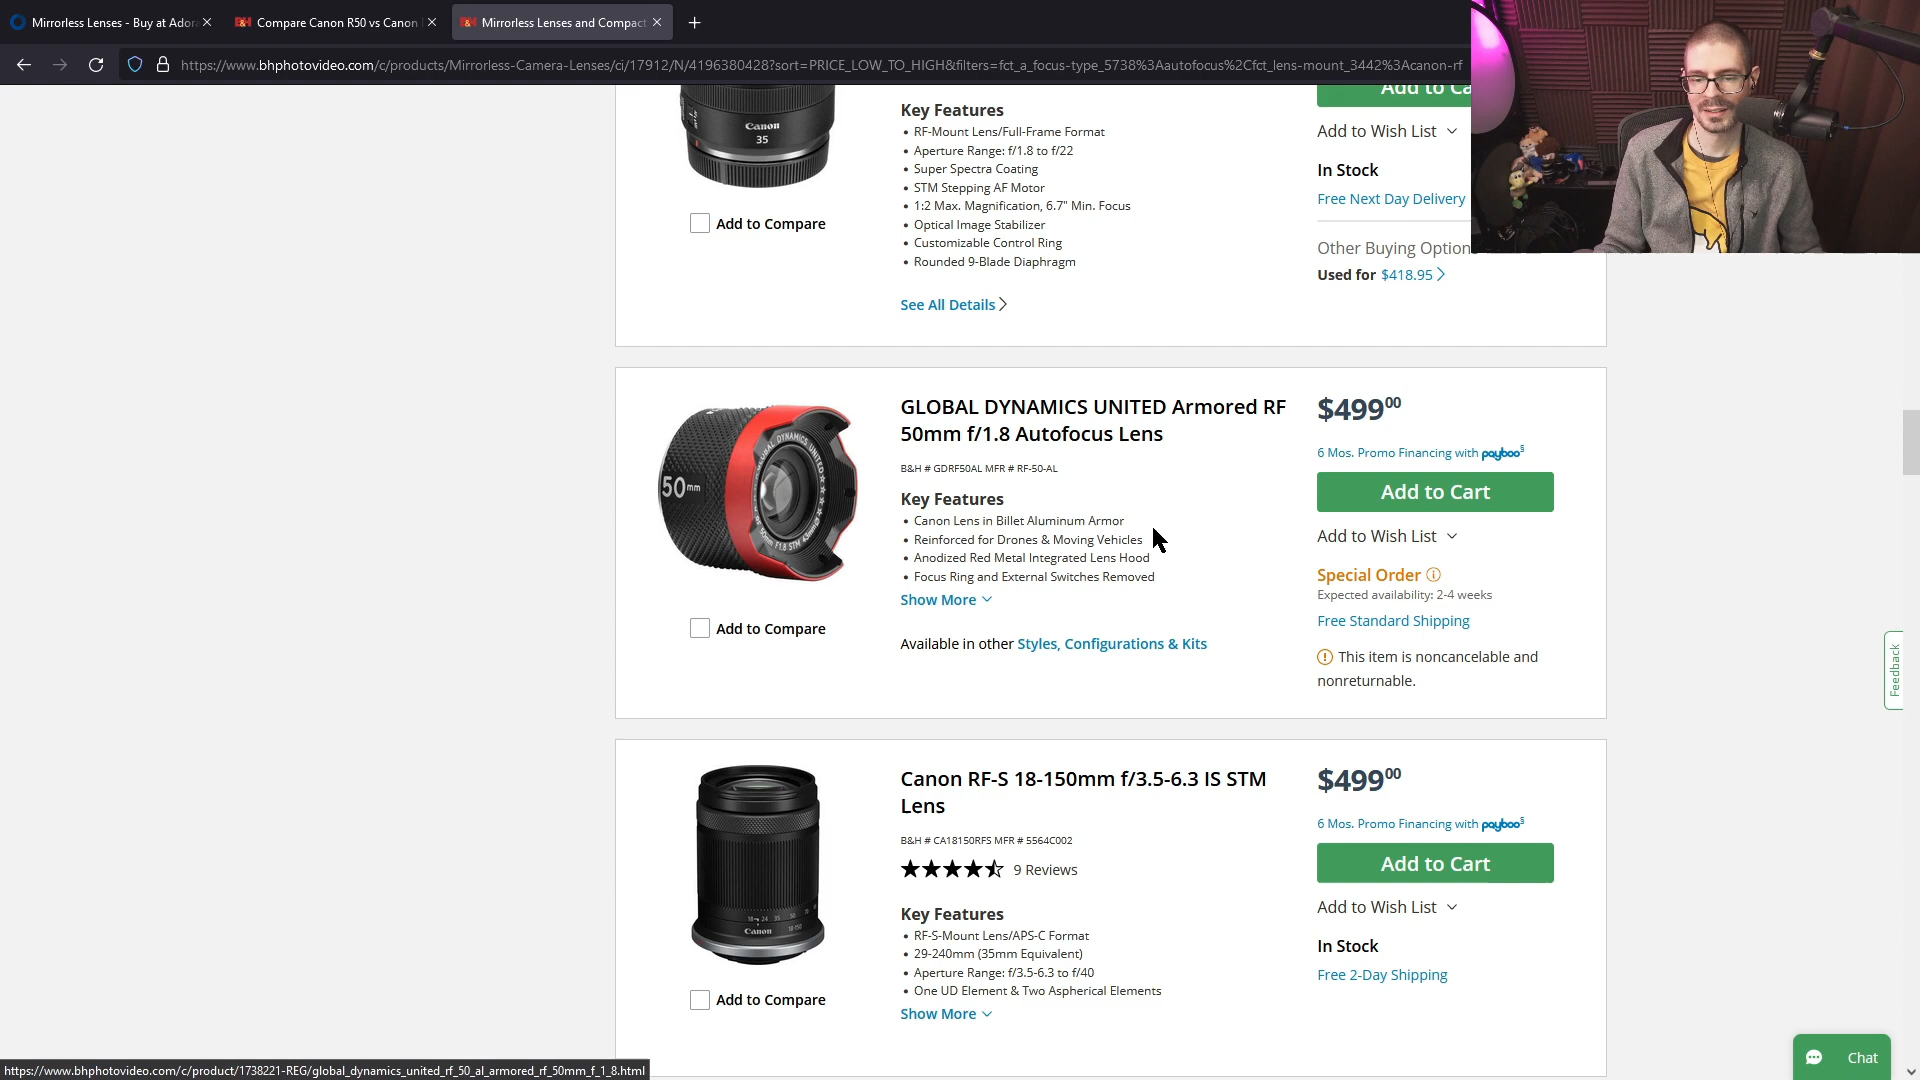 Mirrorless Lenses - Buy at Ador
Compare Canon R50 vs Canon
Mirrorless Lenses and Compact
https://www.bhphotovideo.com/c/products/Mirrorless-Camera-Lenses/ci/17912/N/4196380428?sort=PRICE_LOW_TO_HIGH&filters=fct_a_focus-type_5738%3Aautofocus%2Cfct_lens-mount_3442%3Acanon-rf
Canon
35
Add to Compare
Key Features
• RF-Mount Lens/Full-Frame Format
• Aperture Range: f/1.8 to f/22
• Super Spectra Coating
• STM Stepping AF Motor
• 1:2 Max. Magnification, 6.7" Min. Focus
• Optical Image Stabilizer
• Customizable Control Ring
• Rounded 9-Blade Diaphragm
See All Details
Add to Ca
Add to Wish List
In Stock
Free Next Day Delivery
Other Buying Option
Used for $418.95
50mm
GLOBAL DYNAMICS UNITED
50mm F1.8 STM
Add to Compare
GLOBAL DYNAMICS UNITED Armored RF
50mm f/1.8 Autofocus Lens
B&H # GDRF50AL MFR # RF-50-AL
Key Features
• Canon Lens in Billet Aluminum Armor
• Reinforced for Drones & Moving Vehicles
• Anodized Red Metal Integrated Lens Hood
• Focus Ring and External Switches Removed
Show More
Available in other Styles, Configurations & Kits
$499 00
6 Mos. Promo Financing with payboo §
Add to Cart
Add to Wish List
Special Order
Expected availability: 2-4 weeks
Free Standard Shipping
This item is noncancelable and
nonreturnable.
Feedback
Canon
Add to Compare
Canon RF-S 18-150mm f/3.5-6.3 IS STM
Lens
B&H # CA18150RFS MFR # 5564C002
9 Reviews
Key Features
• RF-S-Mount Lens/APS-C Format
• 29-240mm (35mm Equivalent)
• Aperture Range: f/3.5-6.3 to f/40
• One UD Element & Two Aspherical Elements
Show More
$499 00
6 Mos. Promo Financing with payboo §
Add to Cart
Add to Wish List
In Stock
Free 2-Day Shipping
Chat
https://www.bhphotovideo.com/c/product/1738221-REG/global_dynamics_united_rf_50_al_armored_rf_50mm_f_1_8.html